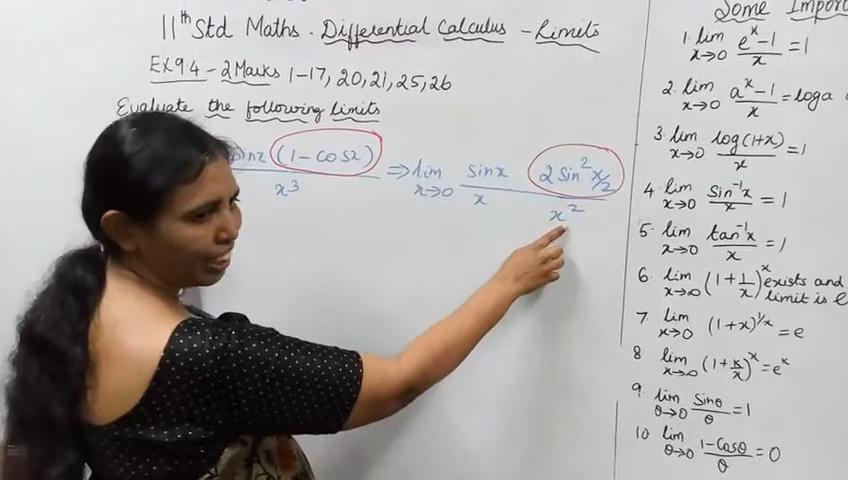 11th Std Maths. Differential Calculus - Limits
Ex 9.4 - 2 Marks 1-17, 20, 21, 25, 26
Evaluate the following limits
sinx (1-cosx) / x³ ⇒ lim x→0 sinx / x 2 sin² x/2 / x²
Some
1. lim x→0 eˣ-1 / x = 1
2. lim x→0 aˣ-1 / x = loga
3. lim x→0 log(1+x) / x = 1
4. lim x→0 sin⁻¹x / x = 1
5. lim x→0 tan⁻¹x / x = 1
6. lim x→∞ (1+1/x)ˣ exists and
limit is e
7. lim x→0 (1+x)^1/x = e
8 lim x→∞ (1+k/x)ˣ = eᵏ
9. lim θ→0 sinθ / θ = 1
10 lim θ→0 1-cosθ / θ = 0